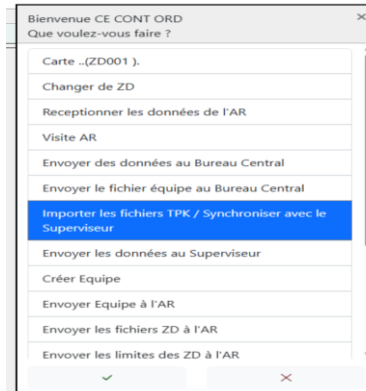 Bienvenue CE CONT ORD
Que voulez-vous faire ?
Carte ..(ZD001 ).
Changer de ZD
Receptionner les données de l'AR
Visite AR
Envoyer des données au Bureau Central
Envoyer le fichier équipe au Bureau Central
Importer les fichiers TPK / Synchroniser avec le
Superviseur
Envoyer les données au Superviseur
Créer Equipe
Envoyer Equipe à l'AR
Envoyer les fichiers ZD à l'AR
Envoyer les limites des ZD à l'AR